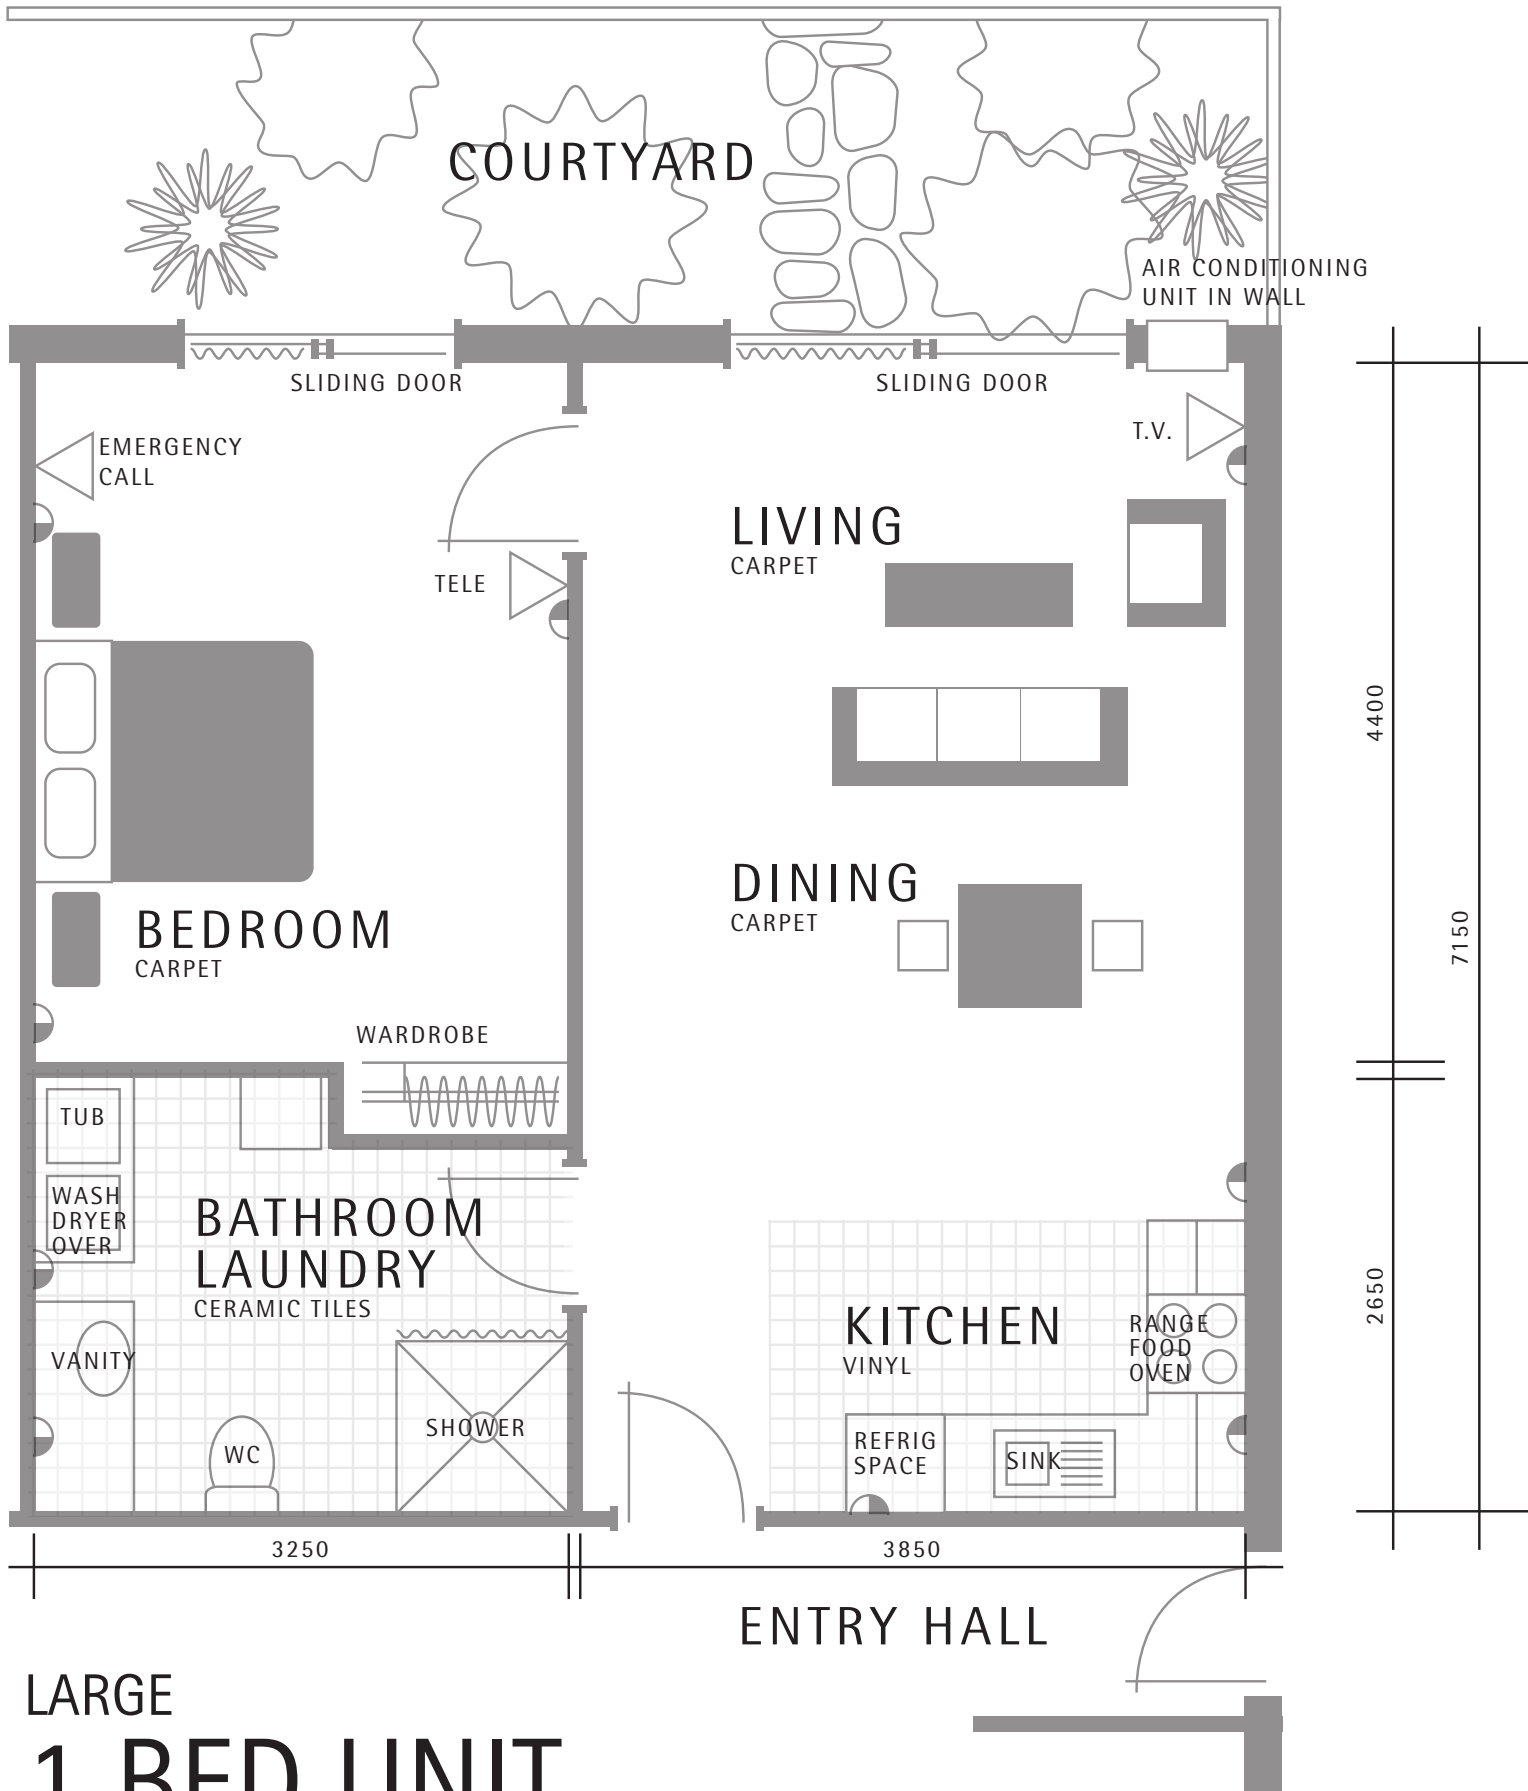 COURTYARD
AIR CONDITIONING
UNIT IN WALL
SLIDING DOOR
SLIDING DOOR
EMERGENCY
CALL
T.V.
LIVING
CARPET
TELE
4400
DINING
CARPET
BEDROOM
CARPET
7150
WARDROBE
TUB
WASH
DRYER
OVER
BATHROOM
LAUNDRY
CERAMIC TILES
2650
KITCHEN
VINYL
RANGE
FOOD
OVEN
VANITY
SHOWER
WC
REFRIG
SPACE
SINK
3250
3850
ENTRY HALL
LARGE
1 BED UNIT